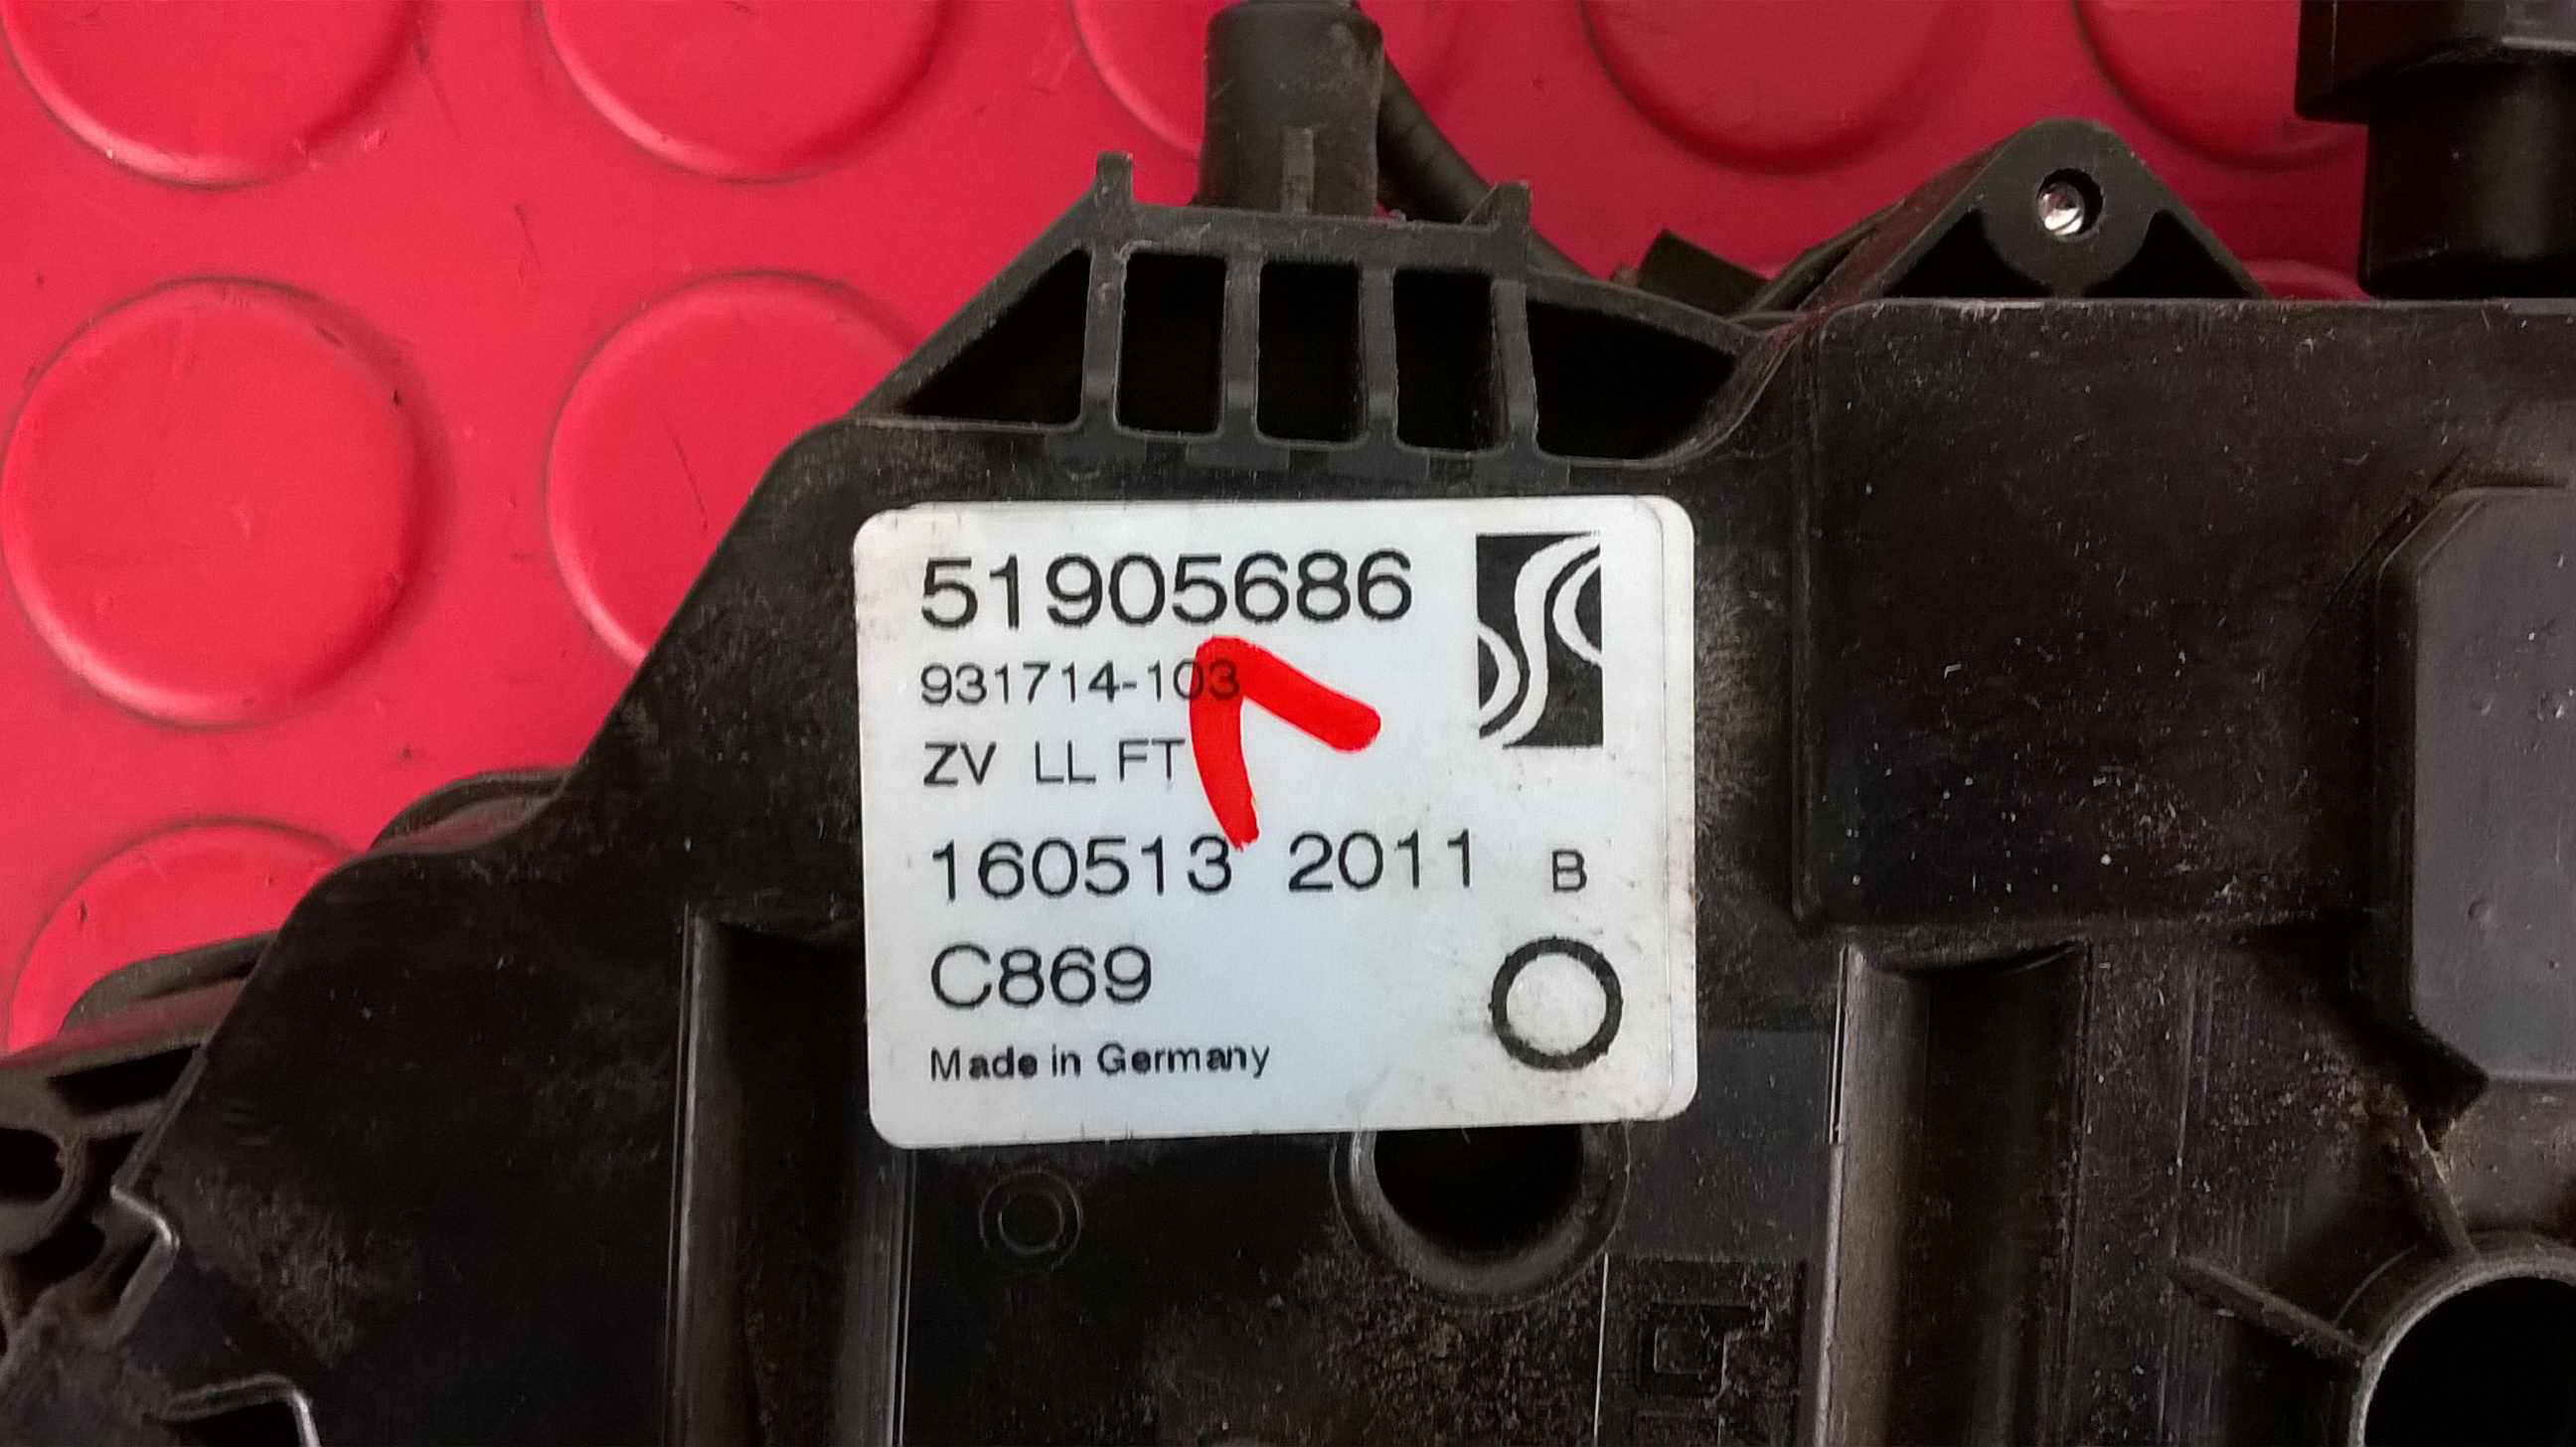 51905686
931714-103
ZV LL FT
160513 2011 B
C869
Made in Germany